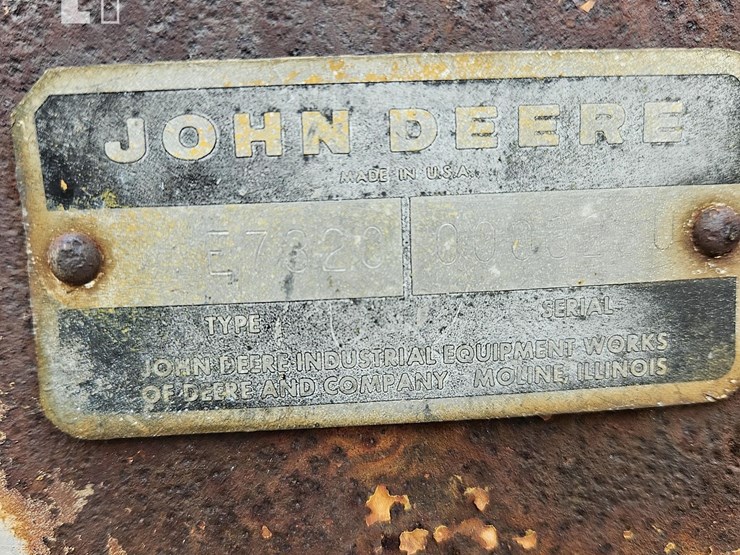 JOHN DEERE
MADE IN U.S.A.
TYPE SERIAL
JOHN DEERE INDUSTRIAL EQUIPMENT WORKS
OF DEERE AND COMPANY MOLINE, ILLINOIS